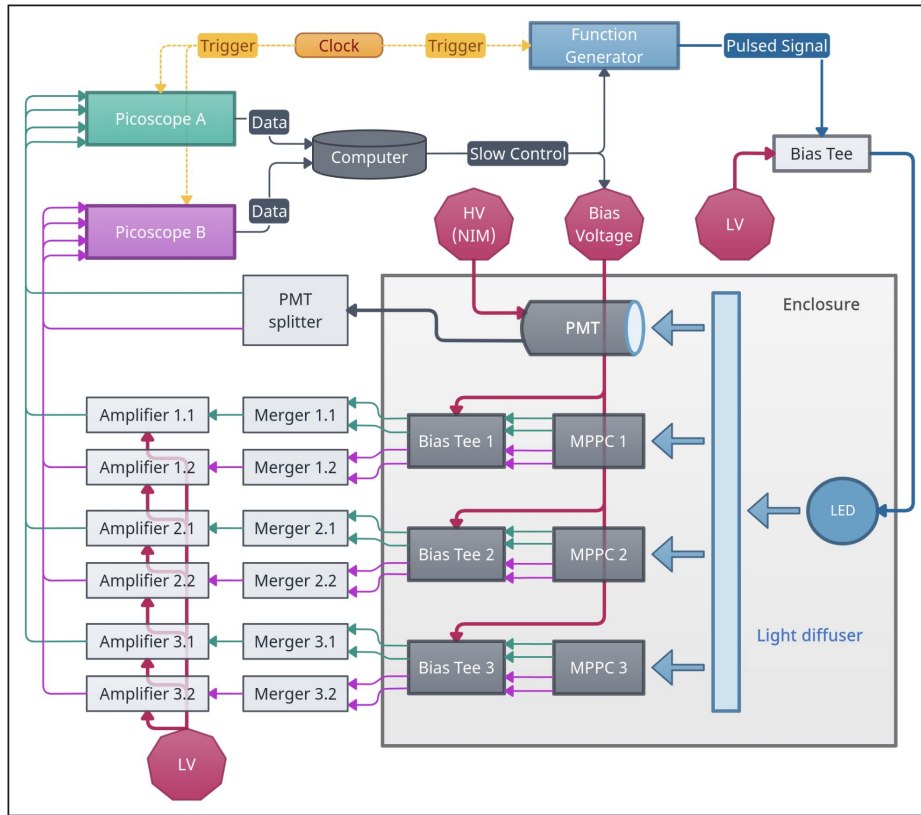 Trigger
Clock
Trigger
Function
Generator
Pulsed Signal
Picoscope A
Data
Computer
Slow Control
Bias Tee
Picoscope B
Data
HV
(NIM)
Bias
Voltage
LV
PMT
splitter
PMT
Enclosure
Amplifier 1.1
Merger 1.1
Bias Tee 1
MPPC 1
Amplifier 1.2
Merger 1.2
LED
Amplifier 2.1
Merger 2.1
Bias Tee 2
MPPC 2
Amplifier 2.2
Merger 2.2
Light diffuser
Amplifier 3.1
Merger 3.1
Bias Tee 3
MPPC 3
Amplifier 3.2
Merger 3.2
LV